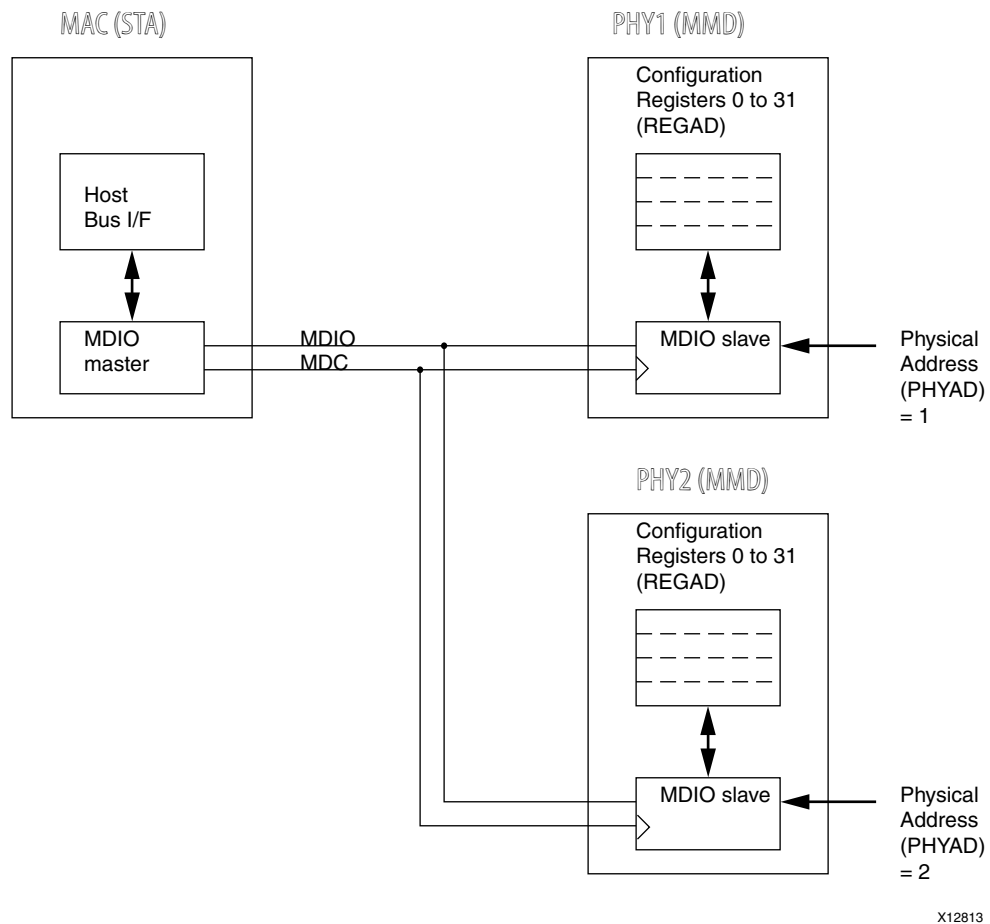 MAC (STA)
PHY1 (MMD)
Configuration
Registers 0 to 31
(REGAD)
Host
Bus I/F
MDIO
master
MDIO
MDC
MDIO slave
Physical
Address
(PHYAD)
= 1
PHY2 (MMD)
Configuration
Registers 0 to 31
(REGAD)
MDIO slave
Physical
Address
(PHYAD)
= 2
X12813